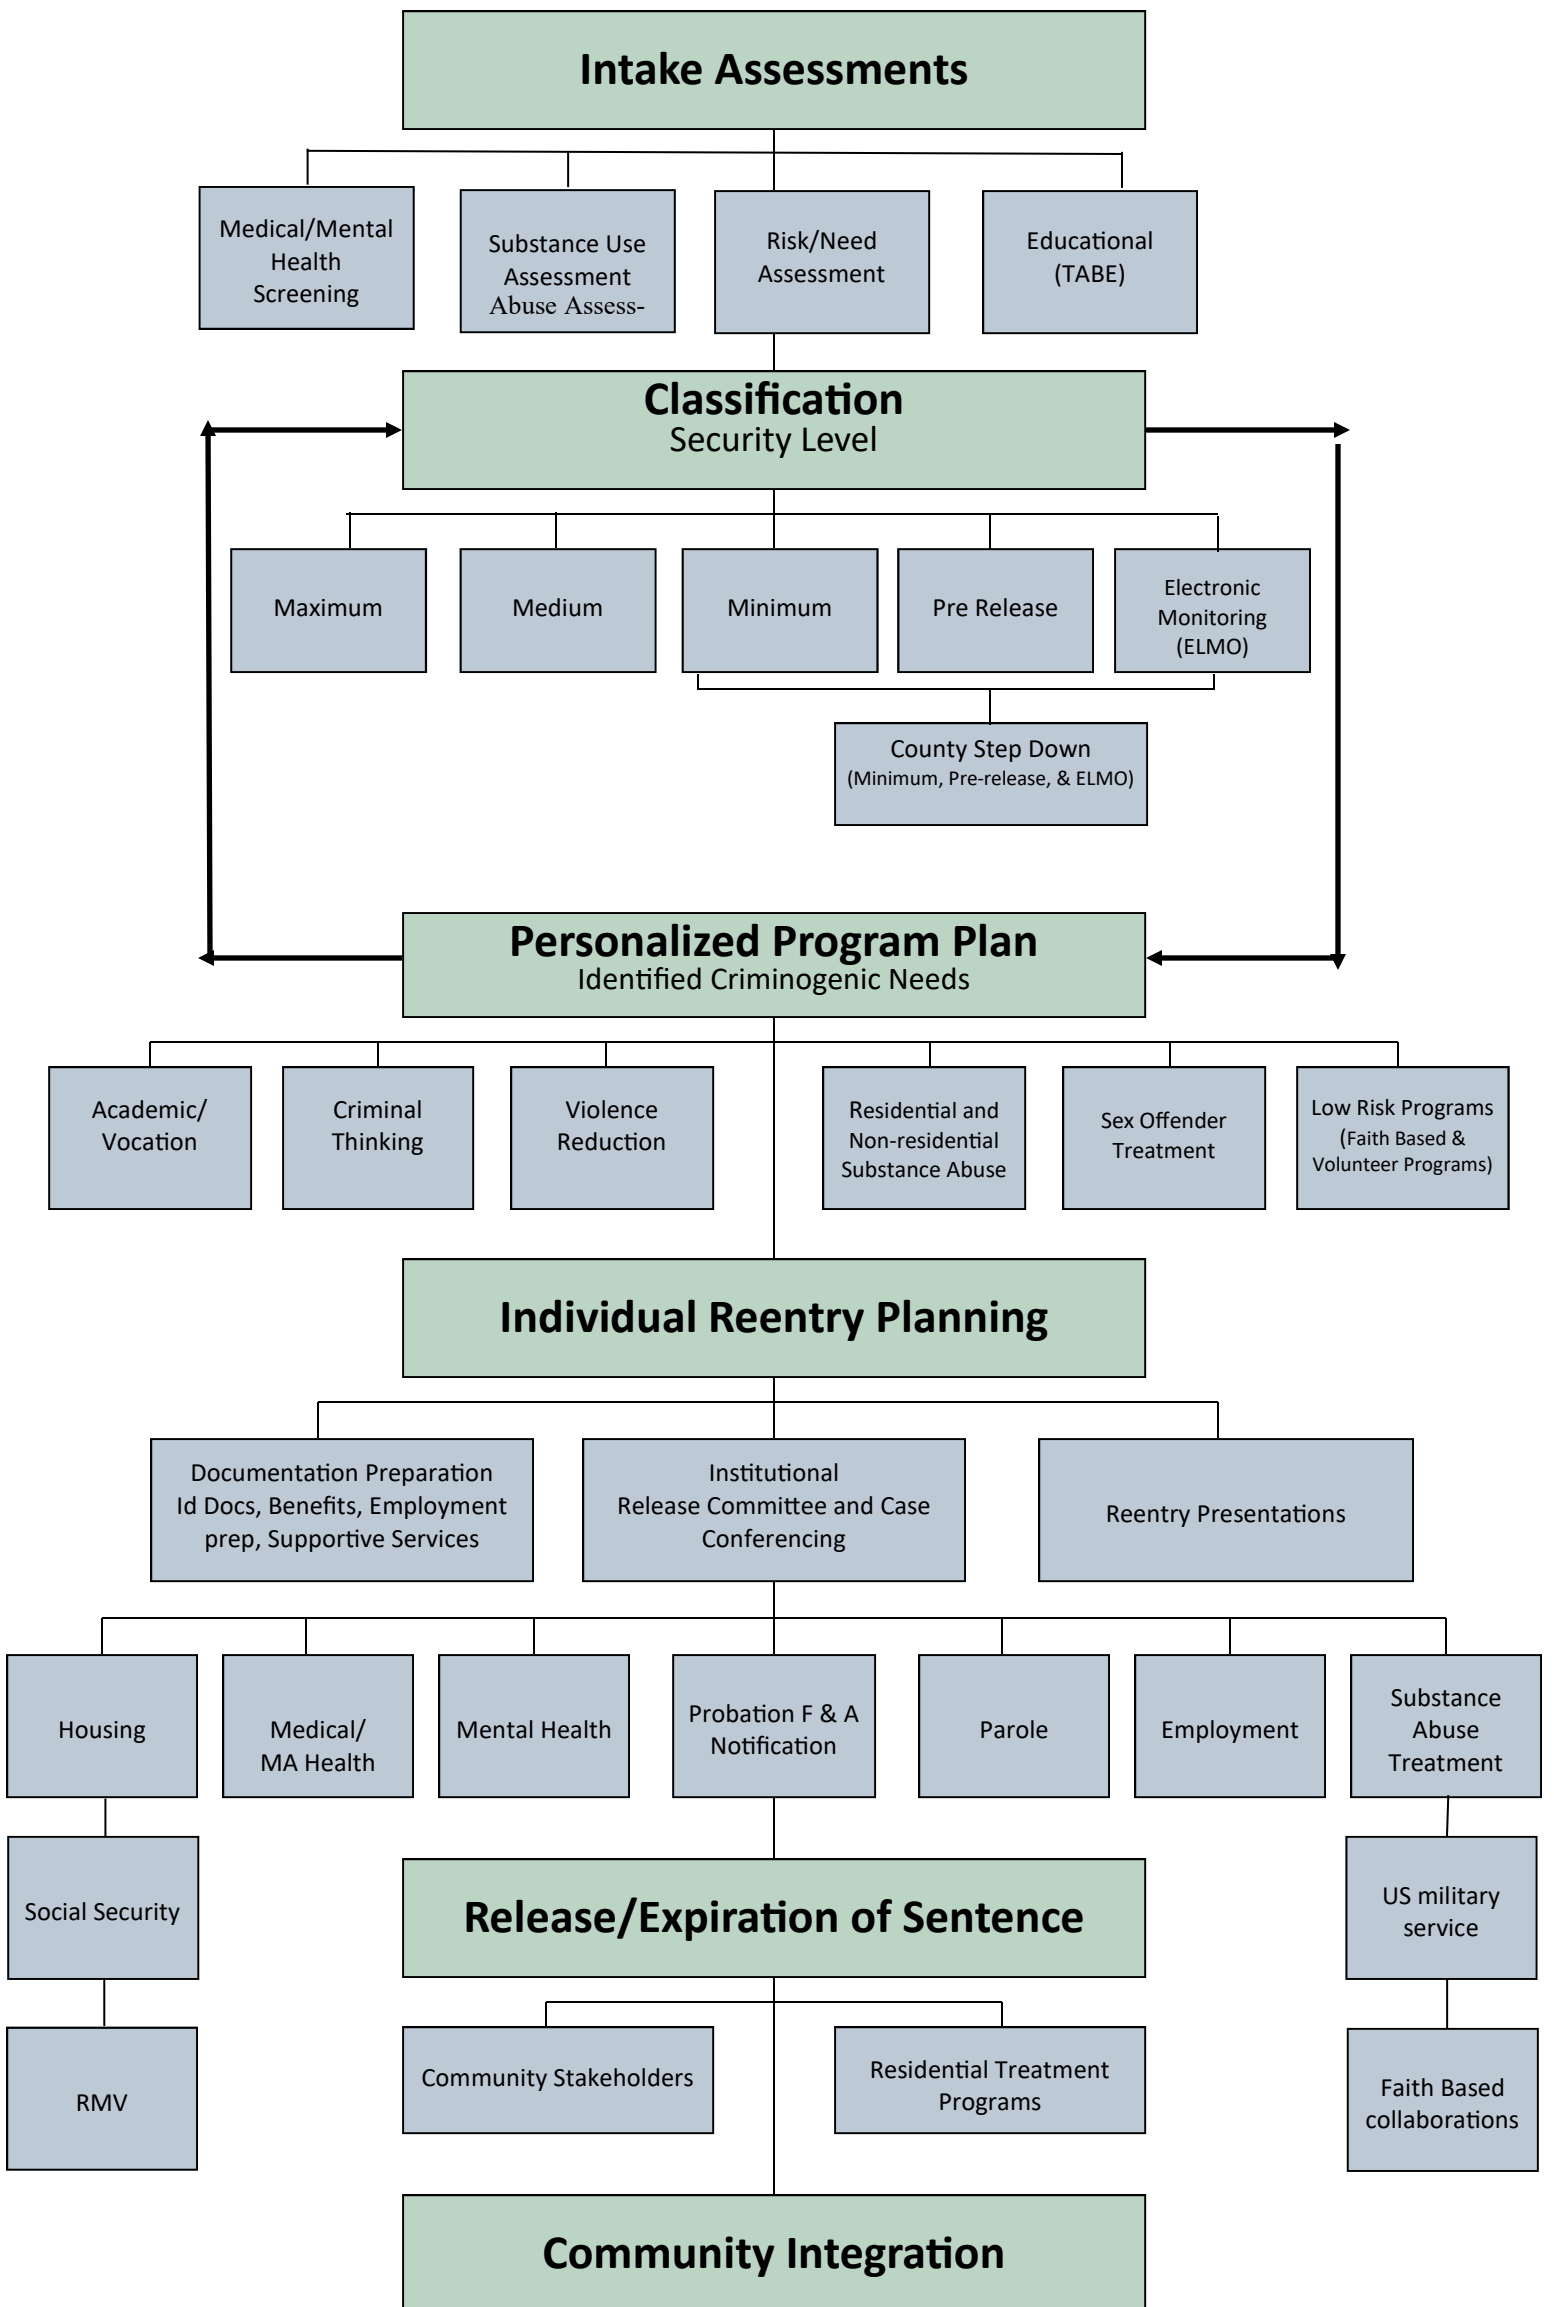 Intake Assessments
Medical/Mental
Health
Screening
Substance Use
Assessment
Abuse Assess-
Risk/Need
Assessment
Educational
(TABE)
Classification
Security Level
Maximum
Medium
Minimum
Pre Release
Electronic
Monitoring
(ELMO)
County Step Down
(Minimum, Pre-release, & ELMO)
Personalized Program Plan
Identified Criminogenic Needs
Academic/
Vocation
Criminal
Thinking
Violence
Reduction
Residential and
Non-residential
Substance Abuse
Sex Offender
Treatment
Low Risk Programs
(Faith Based &
Volunteer Programs)
Individual Reentry Planning
Documentation Preparation
Id Docs, Benefits, Employment
prep, Supportive Services
Institutional
Release Committee and Case
Conferencing
Reentry Presentations
Housing
Medical/
MA Health
Mental Health
Probation F & A
Notification
Parole
Employment
Substance
Abuse
Treatment
Social Security
US military
service
Release/Expiration of Sentence
RMV
Community Stakeholders
Residential Treatment
Programs
Faith Based
collaborations
Community Integration